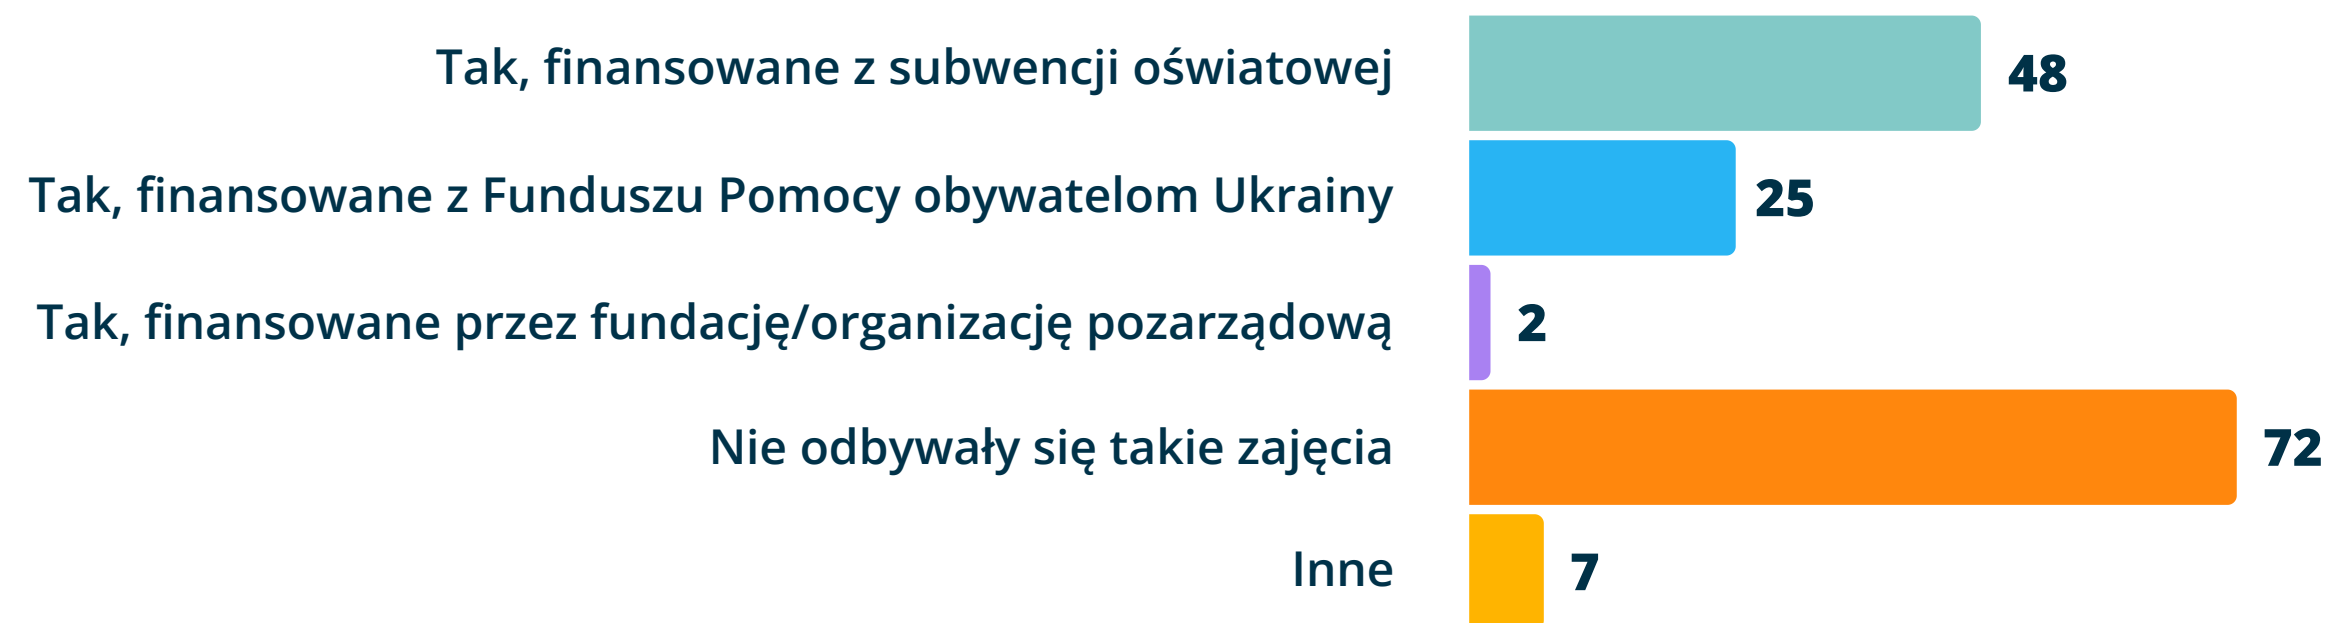 Tak, finansowane z subwencji oświatowej 48
Tak, finansowane z Funduszu Pomocy obywatelom Ukrainy 25
Tak, finansowane przez fundację/organizację pozarządową 2
Nie odbywały się takie zajęcia 72
Inne 7